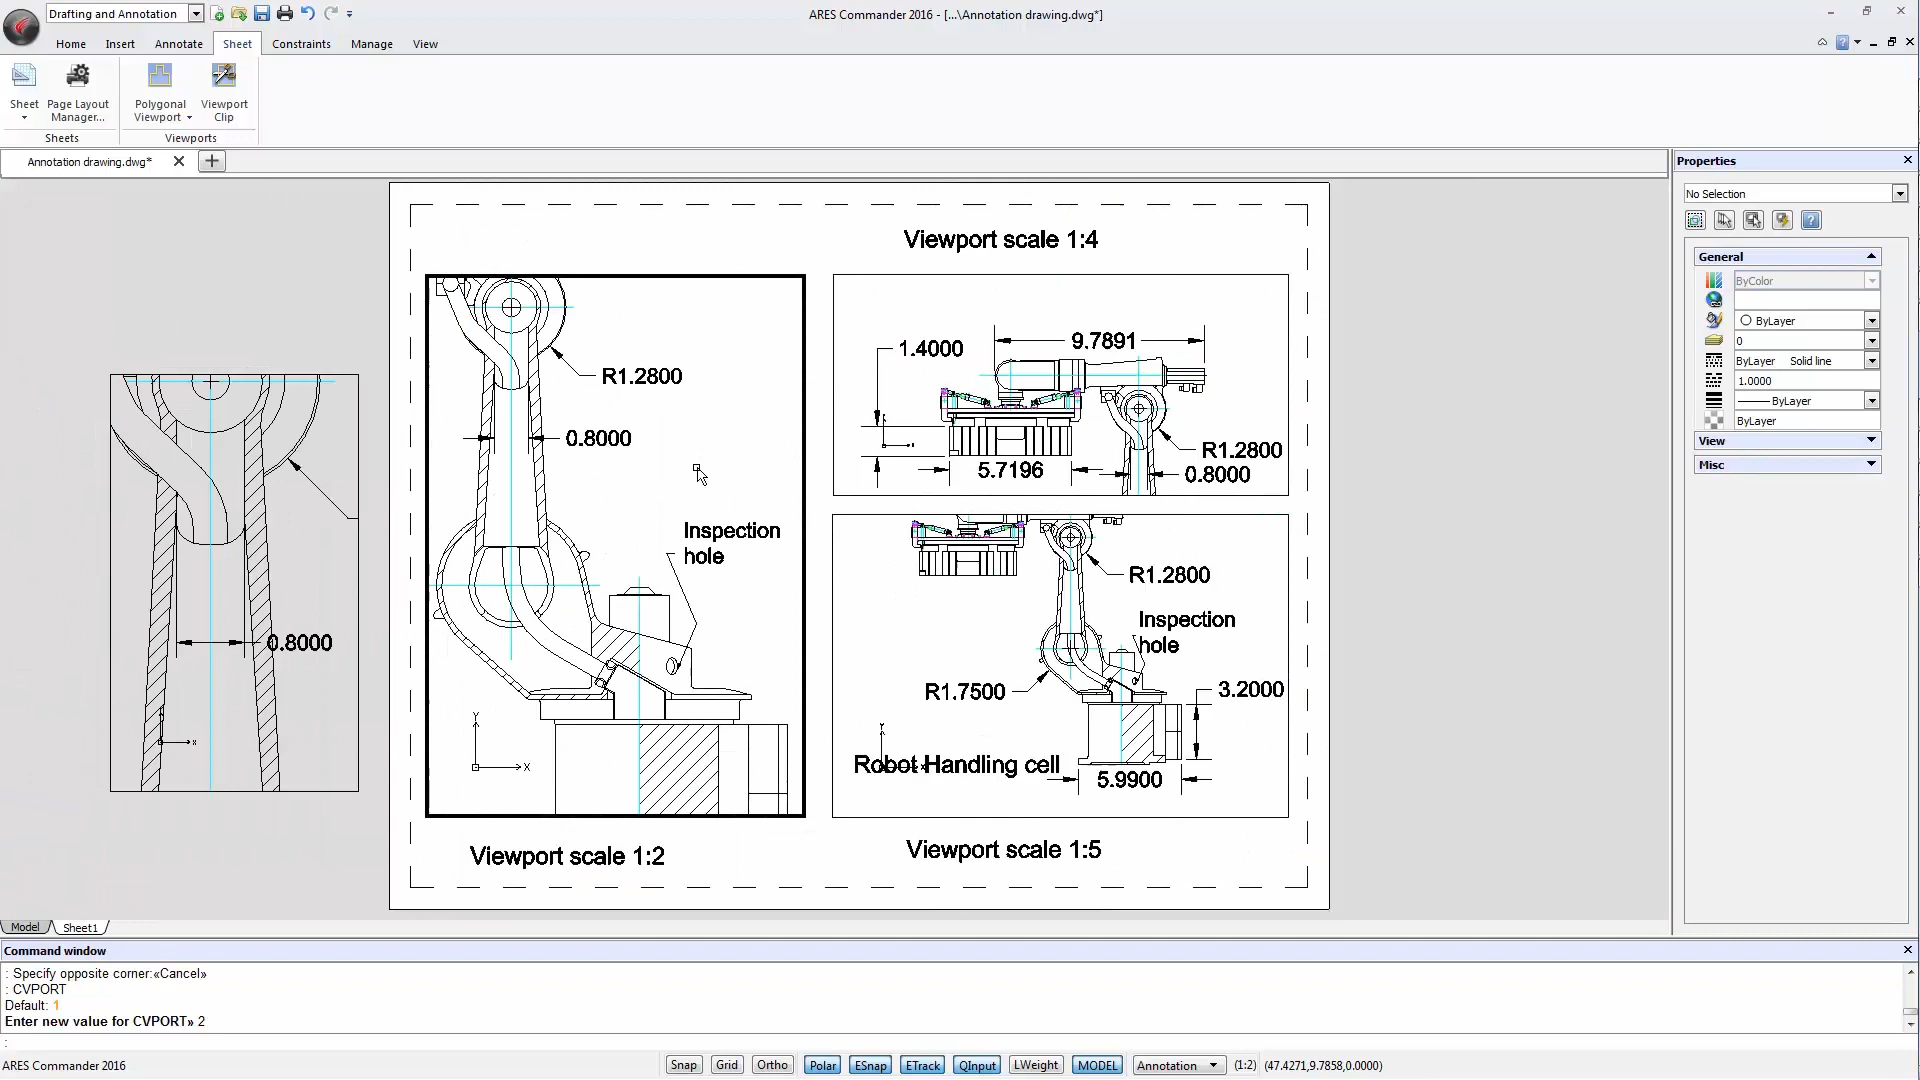 Drafting and Annotation
ARES Commander 2016 - [...\Annotation drawing.dwg*]
Home
Insert
Annotate
Sheet
Constraints
Manage
View
Sheet
Page Layout
Manager...
Polygonal
Viewport
Viewport
Clip
Sheets
Viewports
Annotation drawing.dwg*
Properties
No Selection
General
ByColor
ByLayer
0
ByLayer Solid line
1.0000
ByLayer
ByLayer
View
Misc
Viewport scale 1:4
R1.2800
0.8000
Inspection
hole
Y
X
Viewport scale 1:2
0.8000
X
1.4000
9.7891
R1.2800
5.7196
0.8000
R1.2800
Inspection
hole
R1.7500
3.2000
Y
Robot Handling cell
5.9900
Viewport scale 1:5
Model
Sheet1
Command window
: Specify opposite corner:«Cancel»
: CVPORT
Default: 1
Enter new value for CVPORT» 2
:
ARES Commander 2016
Snap
Grid
Ortho
Polar
ESnap
ETrack
QInput
LWeight
MODEL
Annotation
(1:2)
(47.4271,9.7858,0.0000)